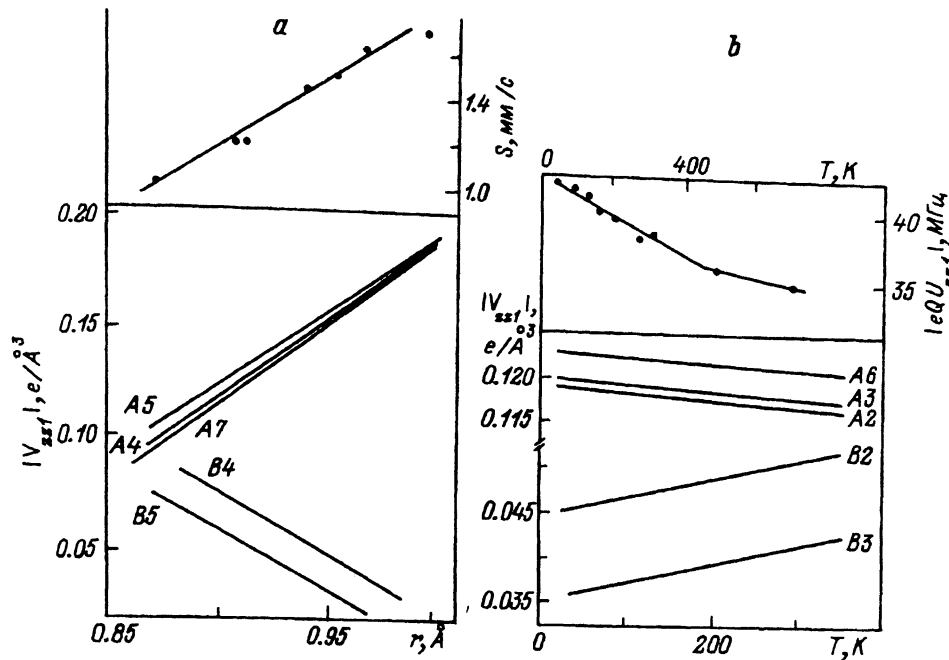 a
S, мм/с
1.4
1.0
0.20
0.15
0.10
0.05
|V_zz1|, e/Å³
A5
A4
A7
B4
B5
0.85
0.95
r, Å
b
0
400
T, K
40
35
|eQU_zz1|, МГц
|V_zz1|,
e/Å³
0.120
0.115
0.045
0.035
A6
A3
A2
B2
B3
0
200
T, K